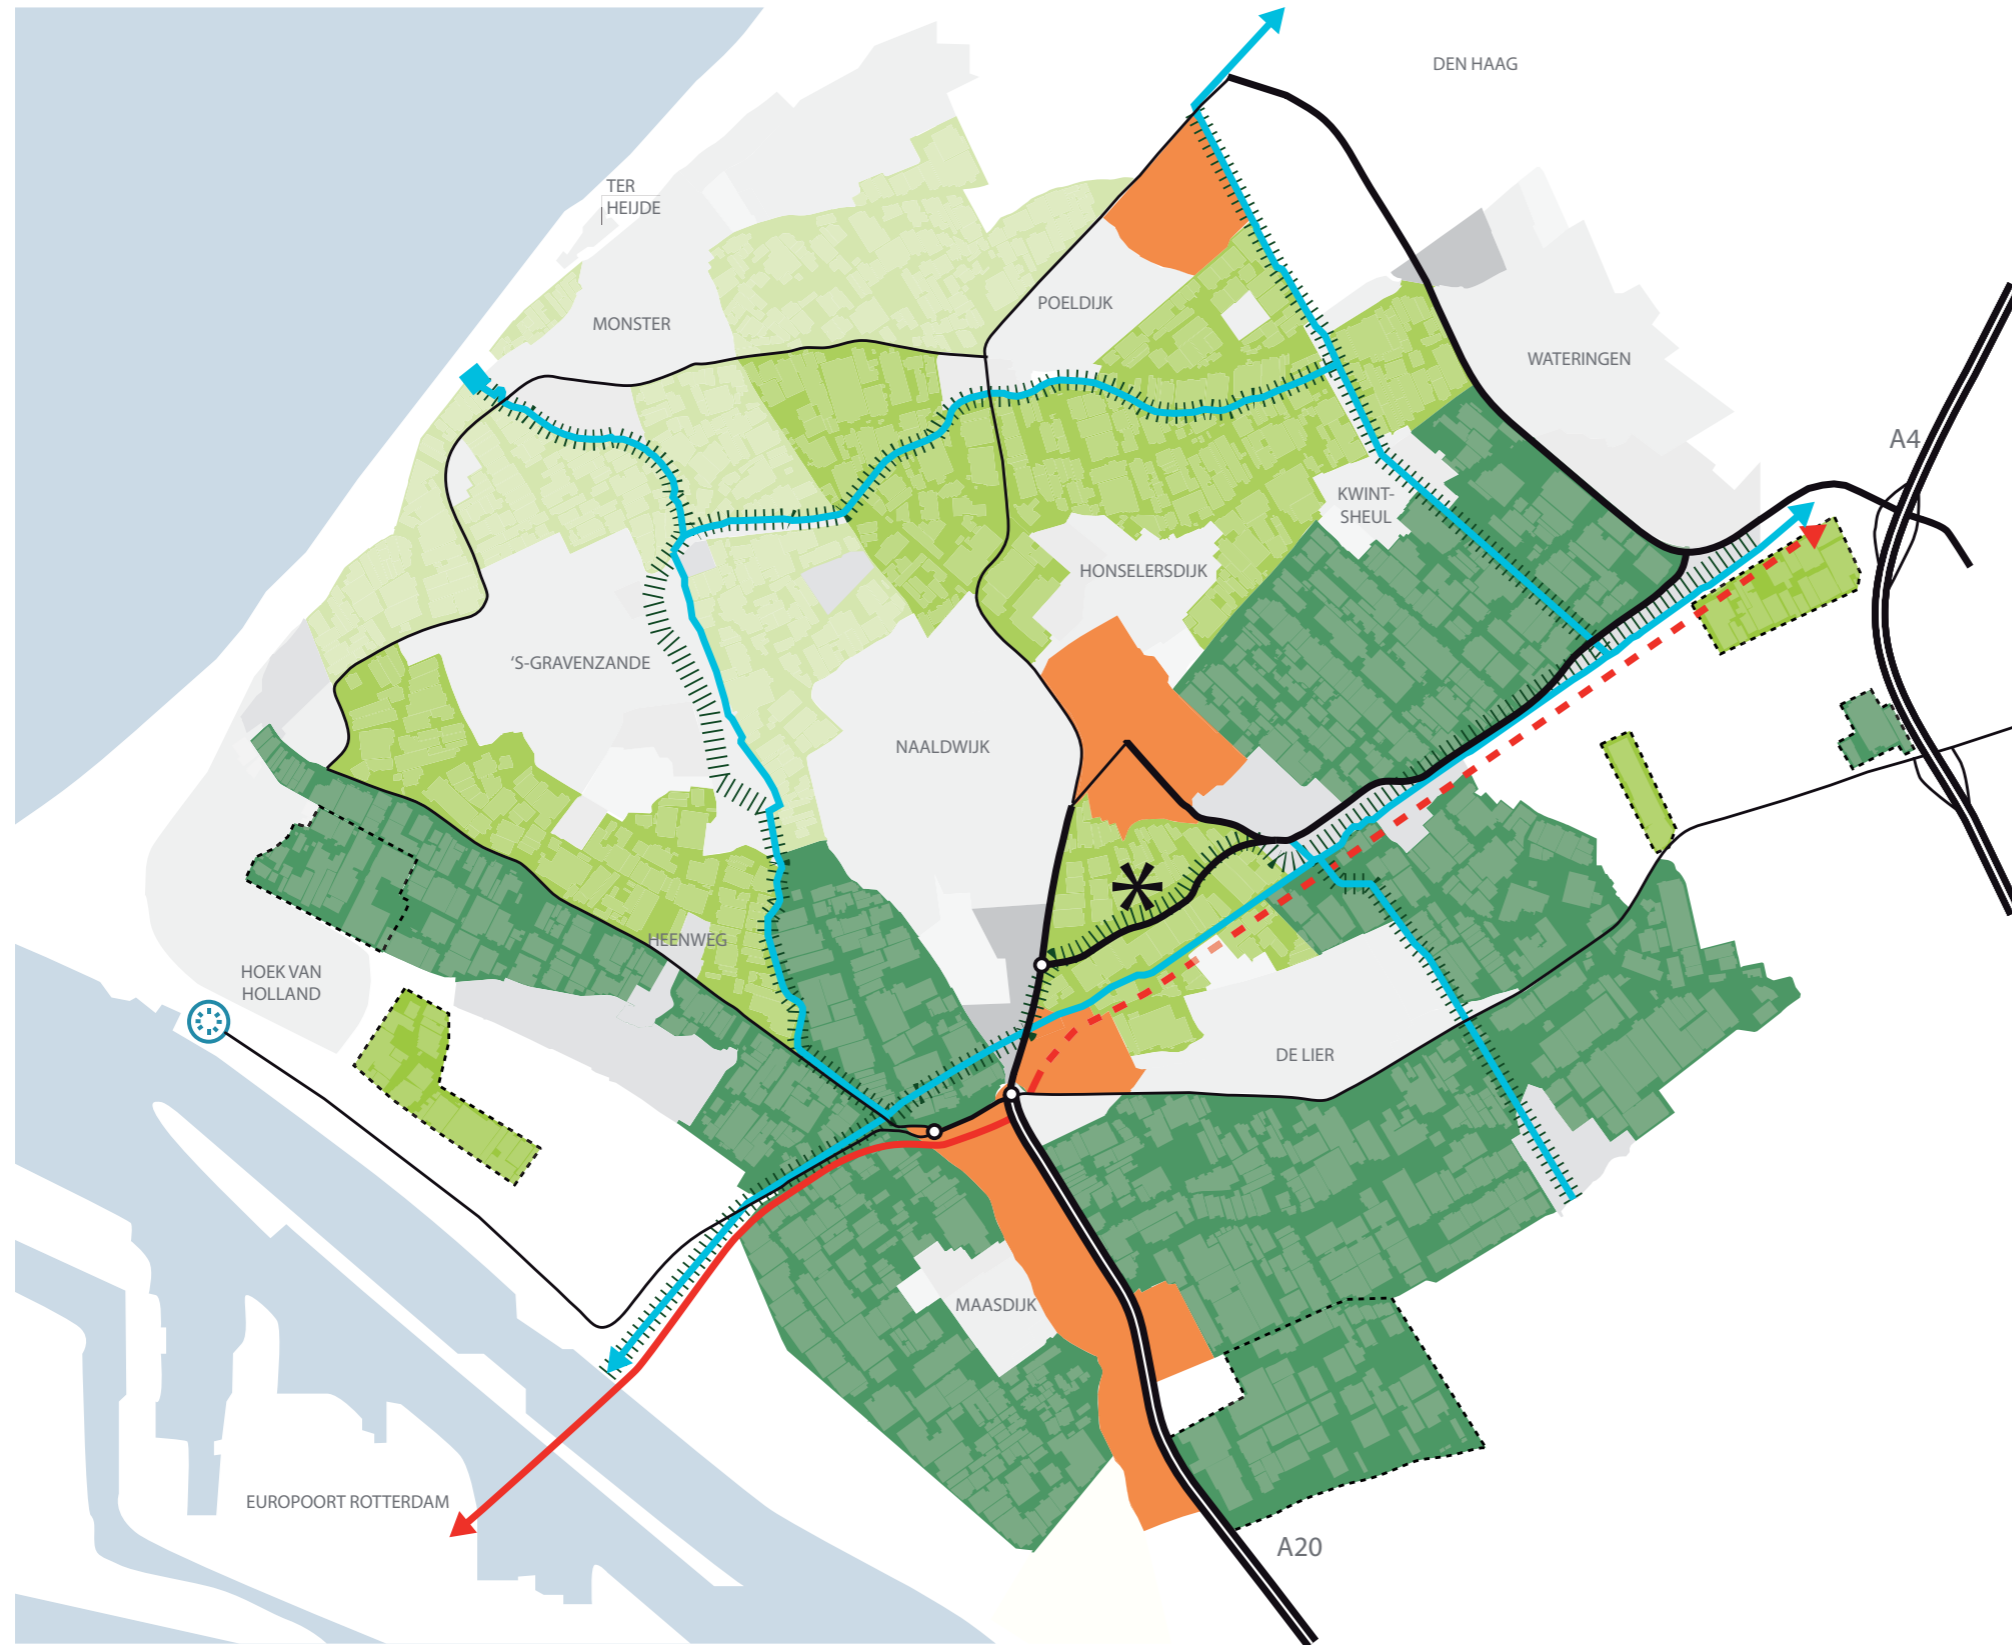 DEN HAAG
TER
HEIJDE
POELDIJK
MONSTER
WATERINGEN
A4
KWINT-
SHEUL
HONSELERSDIJK
'S-GRAVENZANDE
NAALDWIJK
HEENWEG
HOEK VAN
HOLLAND
DE LIER
MAASDIJK
EUROPOORT ROTTERDAM
A20